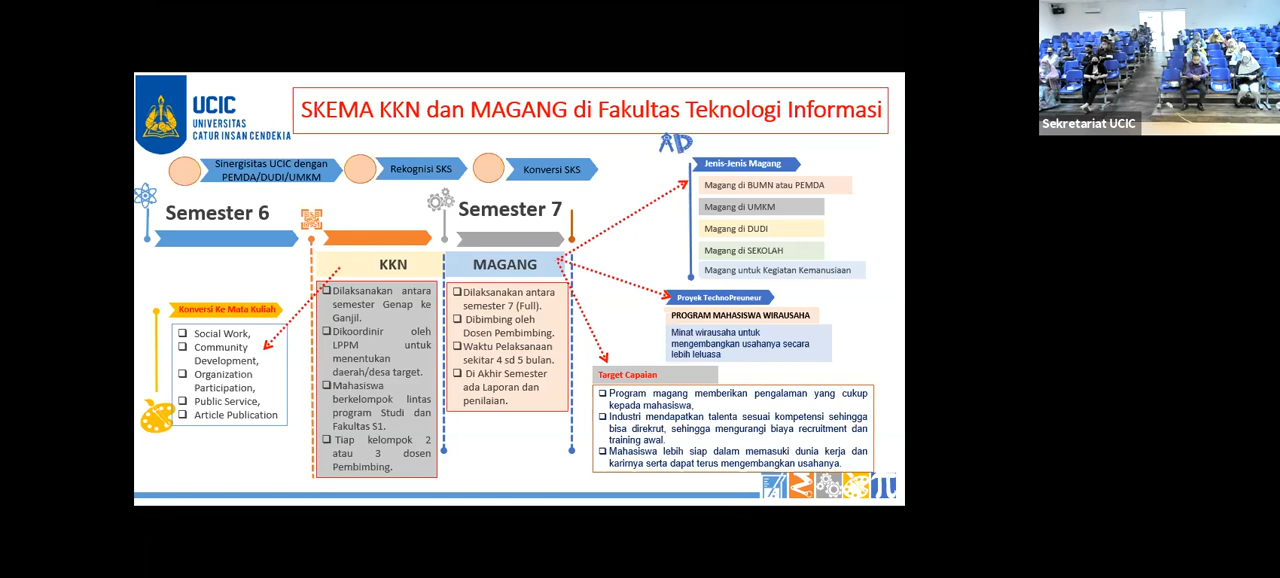 UCIC
UNIVERSITAS
CATUR INSAN CENDEKIA
SKEMA KKN dan MAGANG di Fakultas Teknologi Informasi
Sinergisitas UCIC dengan
PEMDA/DUDI/UMKM
Rekognisi SKS
Konversi SKS
Semester 6
Semester 7
KKN
MAGANG
Konversi Ke Mata Kuliah
Social Work,
Community
Development,
Organization
Participation,
Public Service,
Article Publication
Dilaksanakan antara
semester Genap ke
Ganjil.
Dikoordinir oleh
LPPM untuk
menentukan
daerah/desa target.
Mahasiswa
berkelompok lintas
program Studi dan
Fakultas S1.
Tiap kelompok 2
atau 3 dosen
Pembimbing.
Dilaksanakan antara
semester 7 (Full).
Dibimbing oleh
Dosen Pembimbing.
Waktu Pelaksanaan
sekitar 4 sd 5 bulan.
Di Akhir Semester
ada Laporan dan
penilaian.
Jenis-Jenis Magang
Magang di BUMN atau PEMDA
Magang di UMKM
Magang di DUDI
Magang di SEKOLAH
Magang untuk Kegiatan Kemanusiaan
Proyek TechnoPreuneur
PROGRAM MAHASISWA WIRAUSAHA
Minat wirausaha untuk
mengembangkan usahanya secara
lebih leluasa
Target Capaian
Program magang memberikan pengalaman yang cukup
kepada mahasiswa,
Industri mendapatkan talenta sesuai kompetensi sehingga
bisa direkrut, sehingga mengurangi biaya recruitment dan
training awal.
Mahasiswa lebih siap dalam memasuki dunia kerja dan
karirnya serta dapat terus mengembangkan usahanya.
Sekretariat UCIC